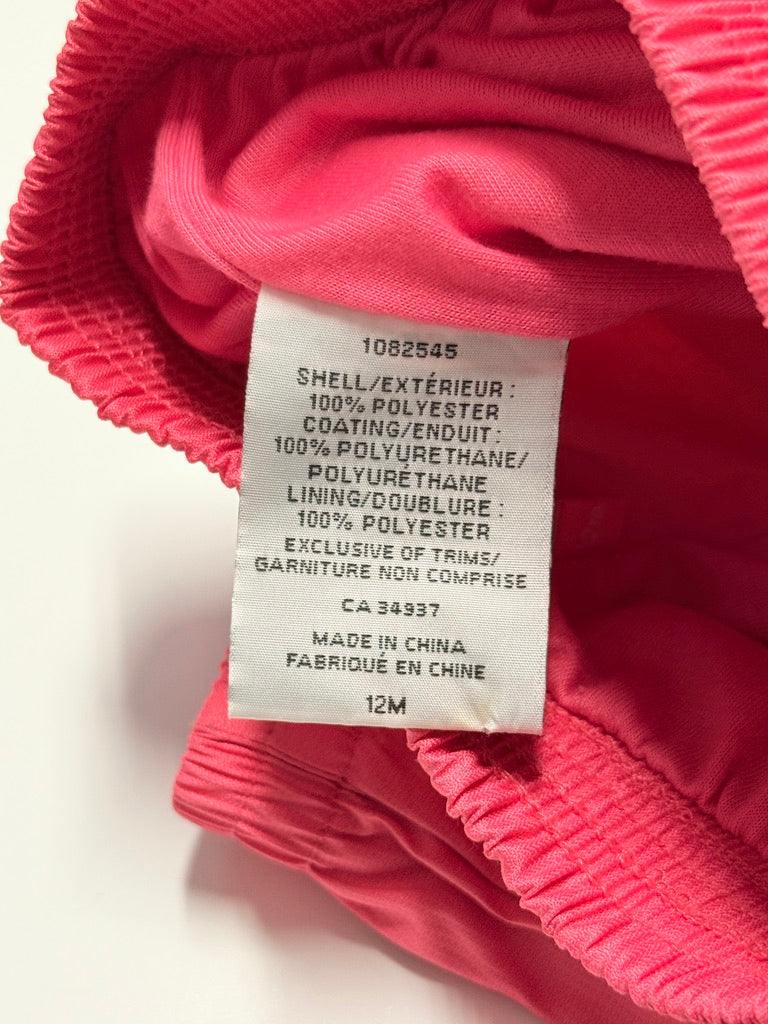 1082545
SHELL/EXTÉRIEUR :
100% POLYESTER
COATING/ENDUIT :
100% POLYURETHANE/
POLYURÉTHANE
LINING/DOUBLURE :
100% POLYESTER
EXCLUSIVE OF TRIMS/
GARNITURE NON COMPRISE
CA 34937
MADE IN CHINA
FABRIQUÉ EN CHINE
12M